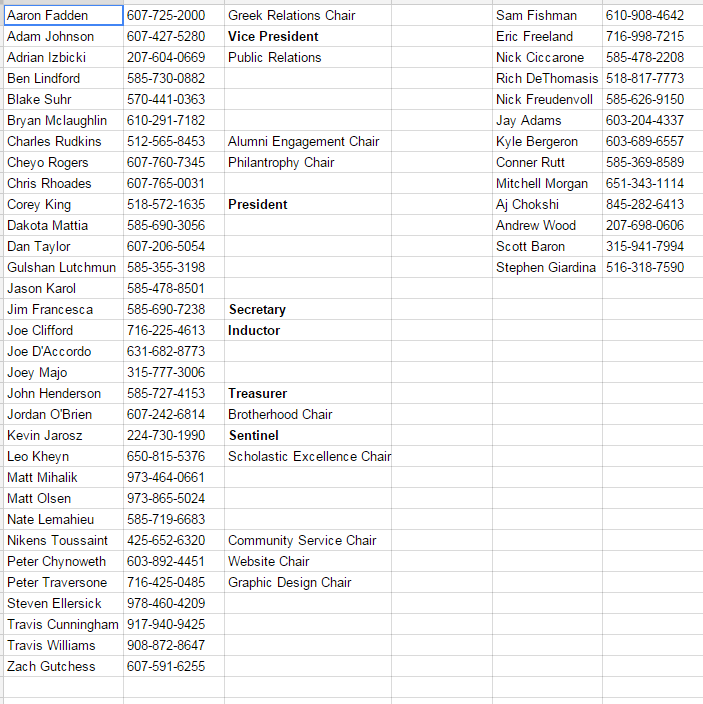 Aaron Fadden 607-725-2000 Greek Relations Chair Sam Fishman 610-908-4642
Adam Johnson 607-427-5280 Vice President Eric Freeland 716-998-7215
Adrian Izbicki 207-604-0669 Public Relations Nick Ciccarone 585-478-2208
Ben Lindford 585-730-0882 Rich DeThomasis 518-817-7773
Blake Suhr 570-441-0363 Nick Freudenvoll 585-626-9150
Bryan Mclaughlin 610-291-7182 Jay Adams 603-204-4337
Charles Rudkins 512-565-8453 Alumni Engagement Chair Kyle Bergeron 603-689-6557
Cheyo Rogers 607-760-7345 Philantrophy Chair Conner Rutt 585-369-8589
Chris Rhoades 607-765-0031 Mitchell Morgan 651-343-1114
Corey King 518-572-1635 President Aj Chokshi 845-282-6413
Dakota Mattia 585-690-3056 Andrew Wood 207-698-0606
Dan Taylor 607-206-5054 Scott Baron 315-941-7994
Gulshan Lutchmun 585-355-3198 Stephen Giardina 516-318-7590
Jason Karol 585-478-8501
Jim Francesca 585-690-7238 Secretary
Joe Clifford 716-225-4613 Inductor
Joe D'Accordo 631-682-8773
Joey Majo 315-777-3006
John Henderson 585-727-4153 Treasurer
Jordan O'Brien 607-242-6814 Brotherhood Chair
Kevin Jarosz 224-730-1990 Sentinel
Leo Kheyn 650-815-5376 Scholastic Excellence Chair
Matt Mihalik 973-464-0661
Matt Olsen 973-865-5024
Nate Lemahieu 585-719-6683
Nikens Toussaint 425-652-6320 Community Service Chair
Peter Chynoweth 603-892-4451 Website Chair
Peter Traversone 716-425-0485 Graphic Design Chair
Steven Ellersick 978-460-4209
Travis Cunningham 917-940-9425
Travis Williams 908-872-8647
Zach Gutchess 607-591-6255